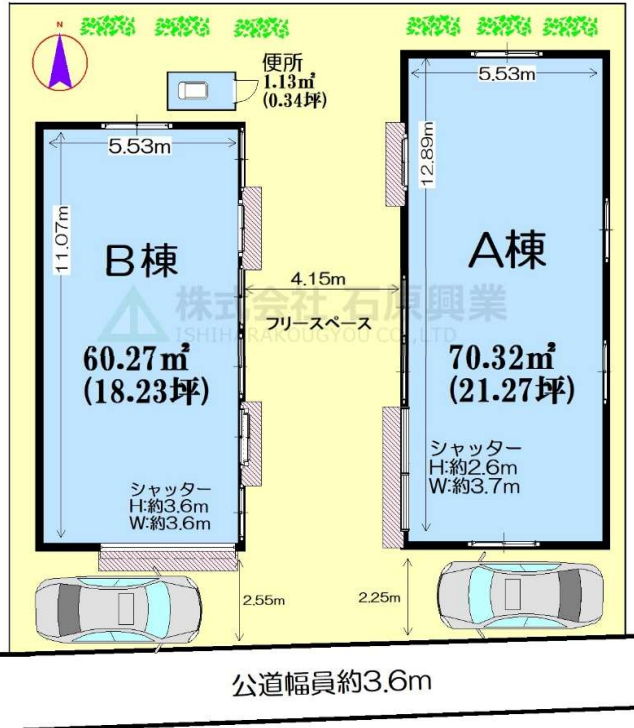 N
便所
1.13㎡
(0.34坪)
5.53m
5.53m
11.07m
12.89m
B棟
A棟
4.15m
株式会社 石原興業
ISHIHARAKOUGYOU CO.,LTD
フリースペース
60.27㎡
(18.23坪)
70.32㎡
(21.27坪)
シャッター
H:約3.6m
W:約3.6m
シャッター
H:約2.6m
W:約3.7m
2.55m
2.25m
公道幅員約3.6m